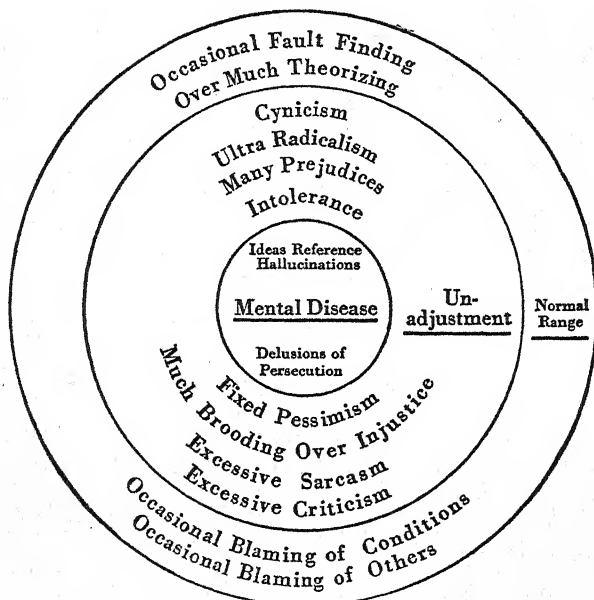 Occasional Fault Finding
Over Much Theorizing
Cynicism
Ultra Radicalism
Many Prejudices
Intolerance
Ideas Reference
Hallucinations
Mental Disease
Delusions of
Persecution
Un-
adjustment
Normal
Range
Fixed Pessimism
Much Brooding Over Injustice
Excessive Sarcasm
Excessive Criticism
Occasional Blaming of Conditions
Occasional Blaming of Others